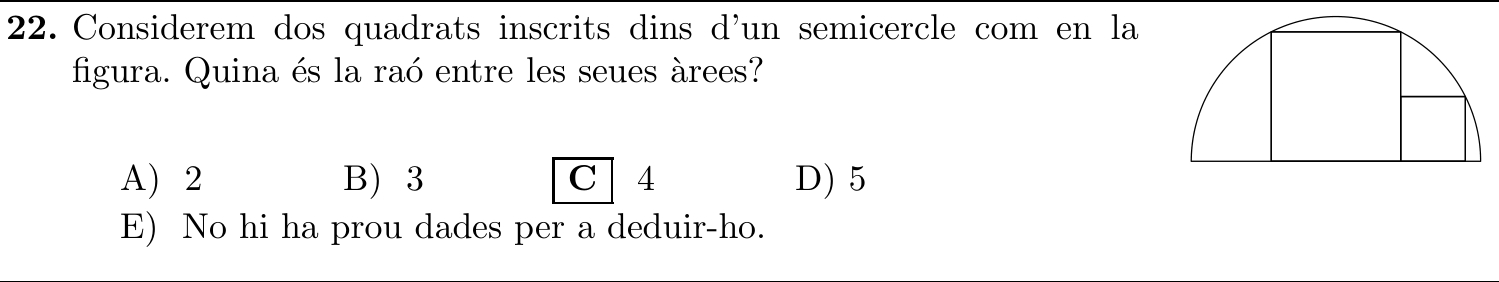 22. Considerem dos quadrats inscrits dins d'un semicercle com en la
figura. Quina és la raó entre les seues àrees?
A) 2 B) 3 C 4 D) 5
E) No hi ha prou dades per a deduir-ho.